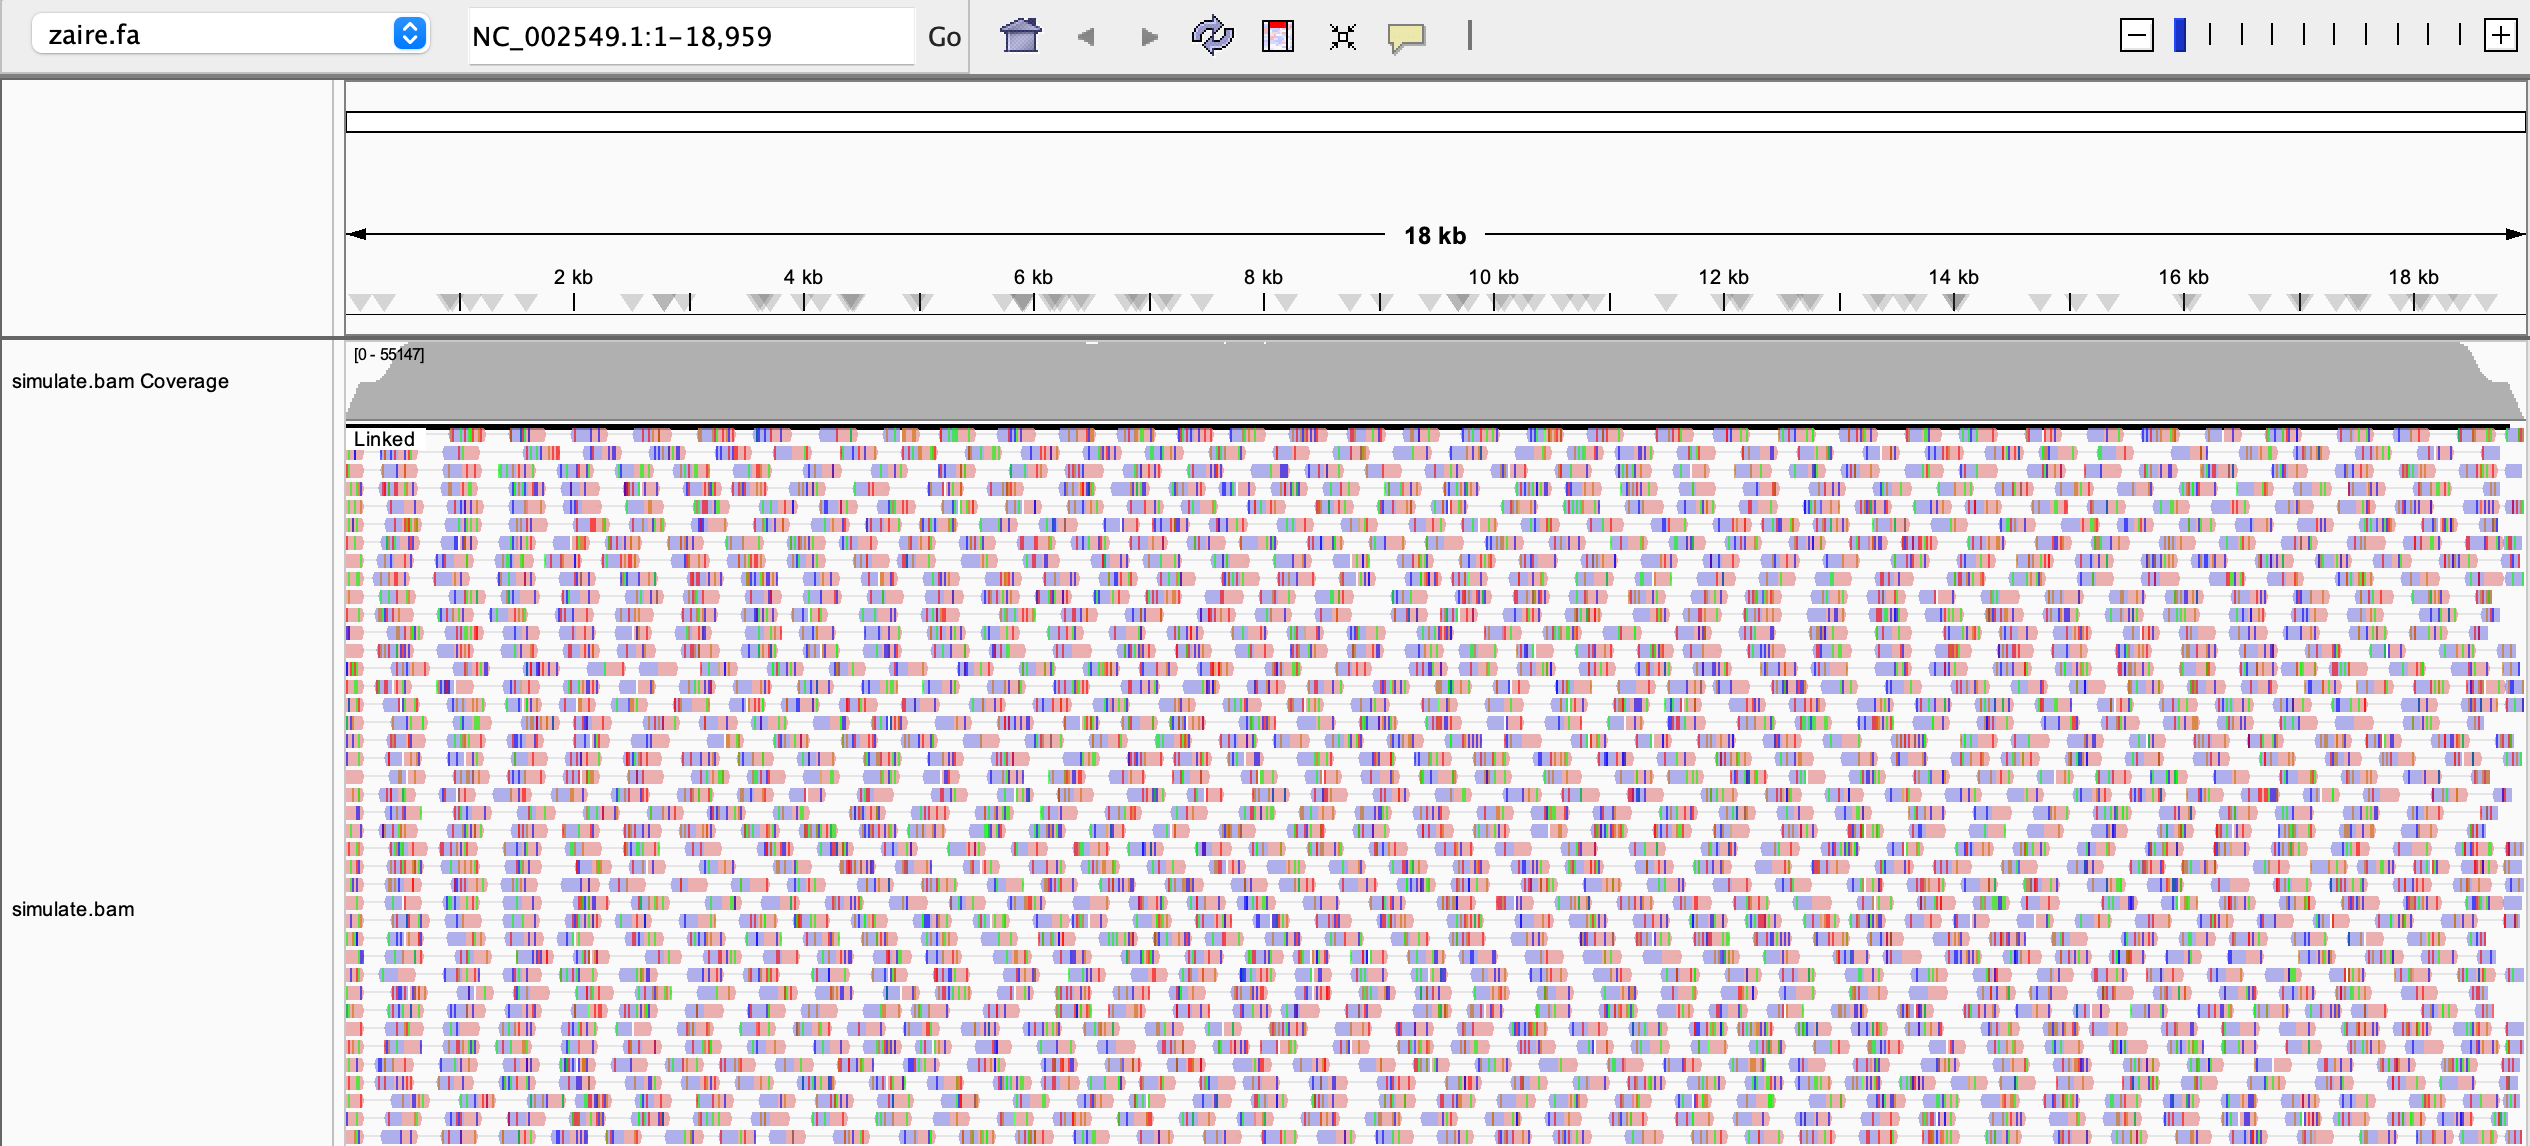 zaire.fa
NC_002549.1:1-18,959
Go
18 kb
2 kb 4 kb 6 kb 8 kb 10 kb 12 kb 14 kb 16 kb 18 kb
[0 - 55147]
simulate.bam Coverage
Linked
simulate.bam